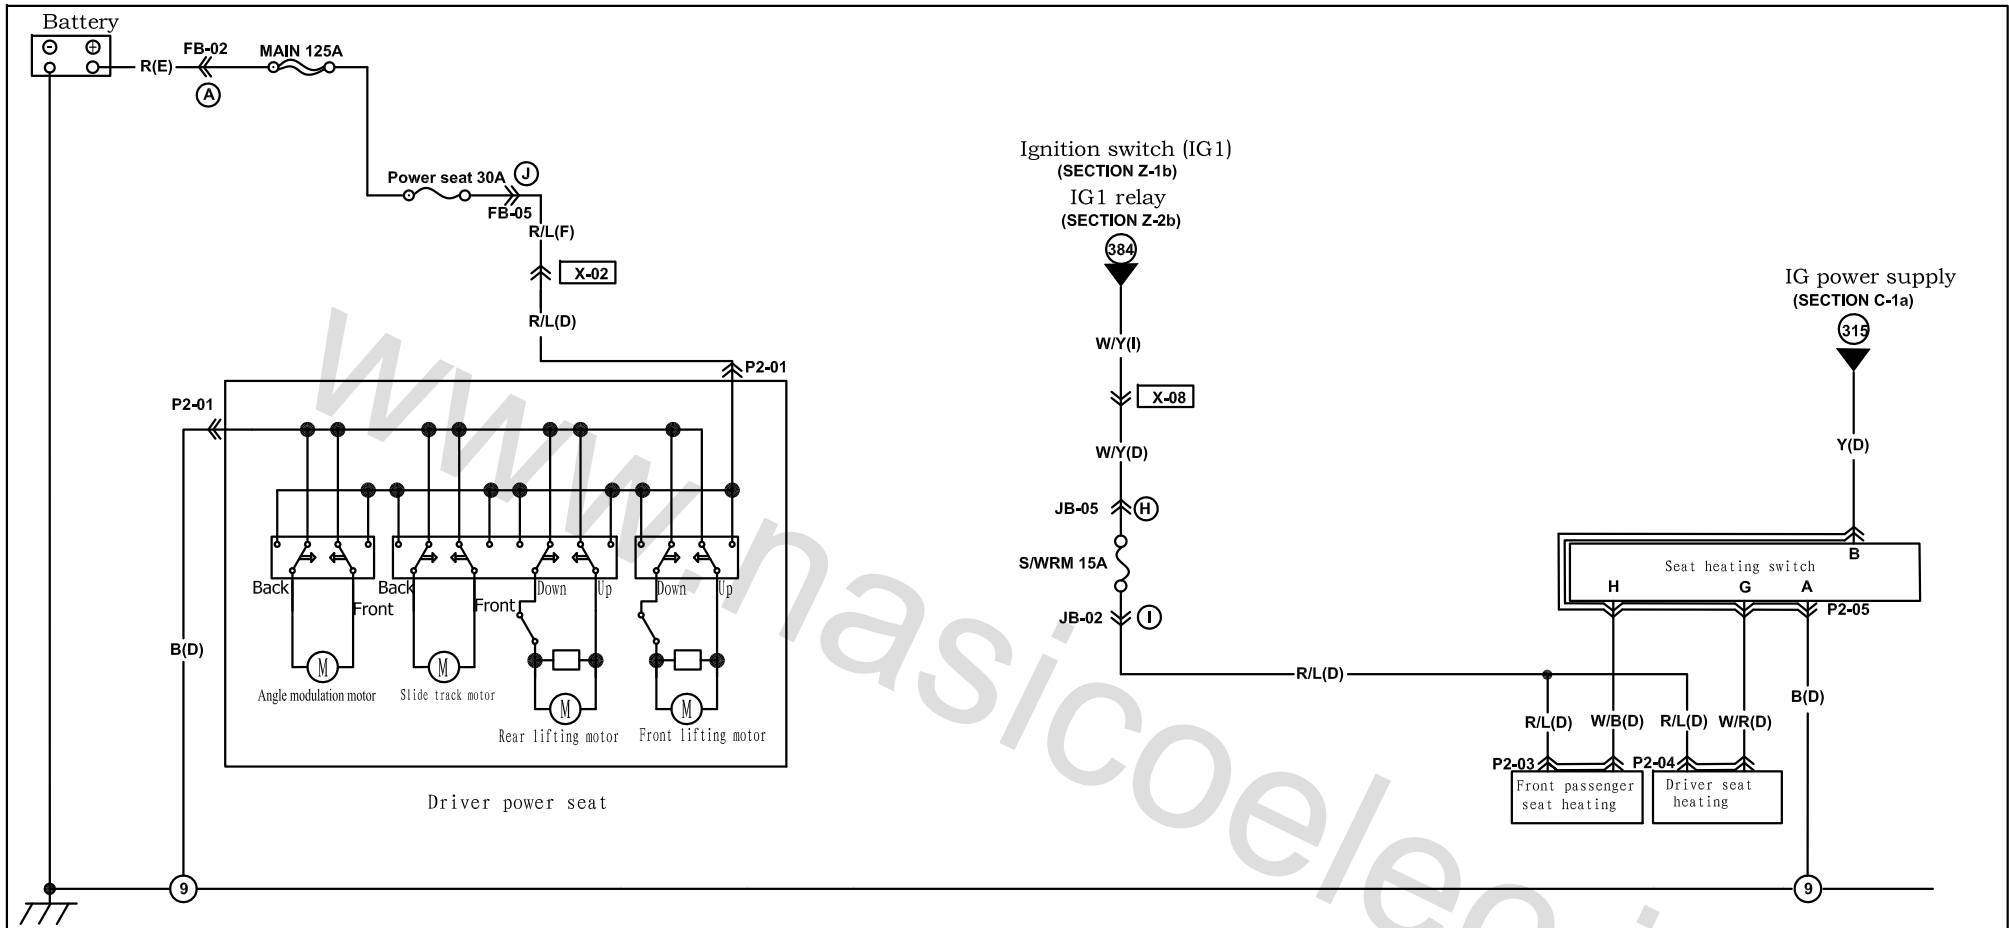 Battery
FB-02
MAIN 125A
R(E)
A
Power seat 30A
J
FB-05
R/L(F)
X-02
R/L(D)
P2-01
P2-01
Back
Front
Back
Front
Down
Up
Down
Up
B(D)
M
M
M
M
Angle modulation motor
Slide track motor
Rear lifting motor
Front lifting motor
Driver power seat
9
Ignition switch (IG1)
(SECTION Z-1b)
IG1 relay
(SECTION Z-2b)
384
W/Y(I)
X-08
W/Y(D)
JB-05
H
S/WRM 15A
JB-02
I
R/L(D)
IG power supply
(SECTION C-1a)
315
Y(D)
B
Seat heating switch
H
G
A
P2-05
B(D)
R/L(D)
W/B(D)
R/L(D)
W/R(D)
P2-03
P2-04
Front passenger
seat heating
Driver seat
heating
9
www.nasicoelec.i